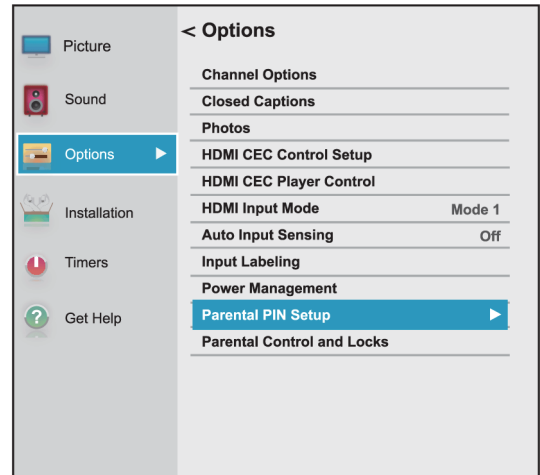 Picture
Sound
Options
Installation
Timers
Get Help
< Options
Channel Options
Closed Captions
Photos
HDMI CEC Control Setup
HDMI CEC Player Control
HDMI Input Mode Mode 1
Auto Input Sensing Off
Input Labeling
Power Management
Parental PIN Setup
Parental Control and Locks